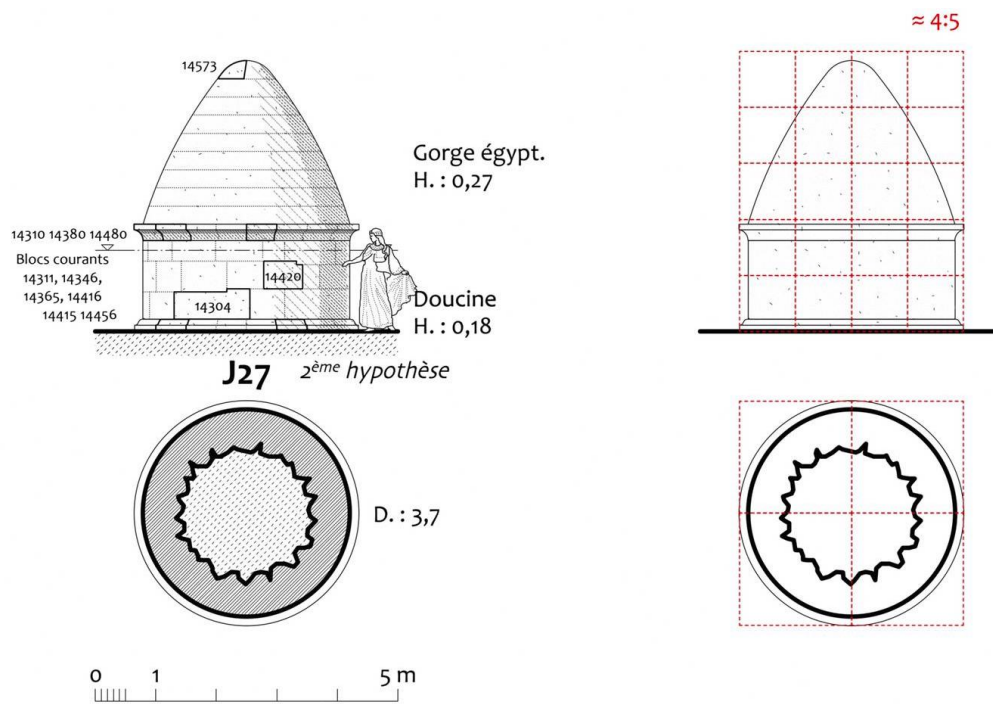 ≈ 4:5
14573
Gorge égypt.
H. : 0,27
14310 14380 14480
Blocs courants
14311, 14346,
14365, 14416
14415 14456
14420
14304
Doucine
H. : 0,18
J27 2ème hypothèse
D. : 3,7
0 1 5 m